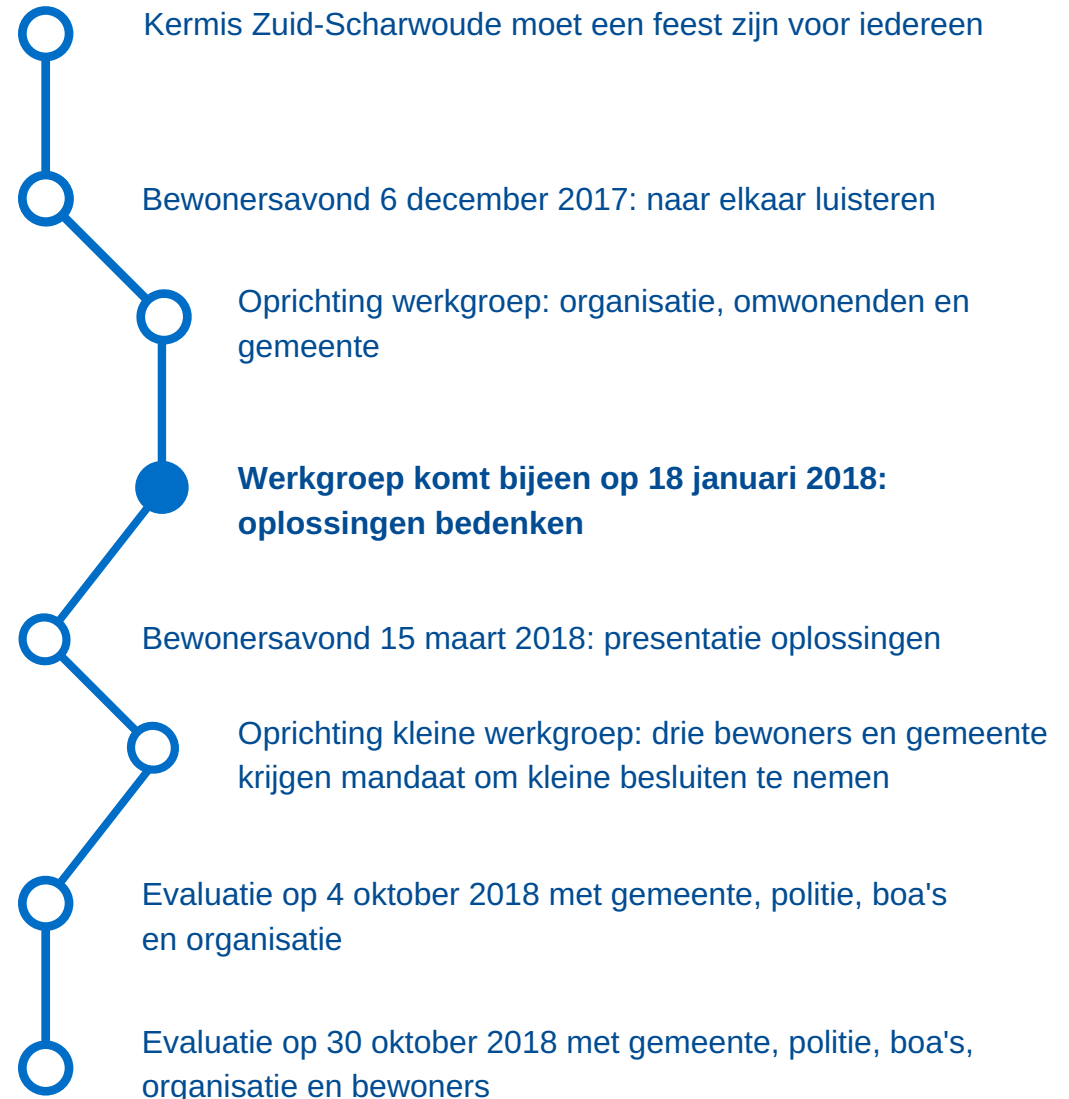 Kermis Zuid-Scharwoude moet een feest zijn voor iedereen
Bewonersavond 6 december 2017: naar elkaar luisteren
Oprichting werkgroep: organisatie, omwonenden en
gemeente
Werkgroep komt bijeen op 18 januari 2018:
oplossingen bedenken
Bewonersavond 15 maart 2018: presentatie oplossingen
Oprichting kleine werkgroep: drie bewoners en gemeente
krijgen mandaat om kleine besluiten te nemen
Evaluatie op 4 oktober 2018 met gemeente, politie, boa's
en organisatie
Evaluatie op 30 oktober 2018 met gemeente, politie, boa's,
organisatie en bewoners